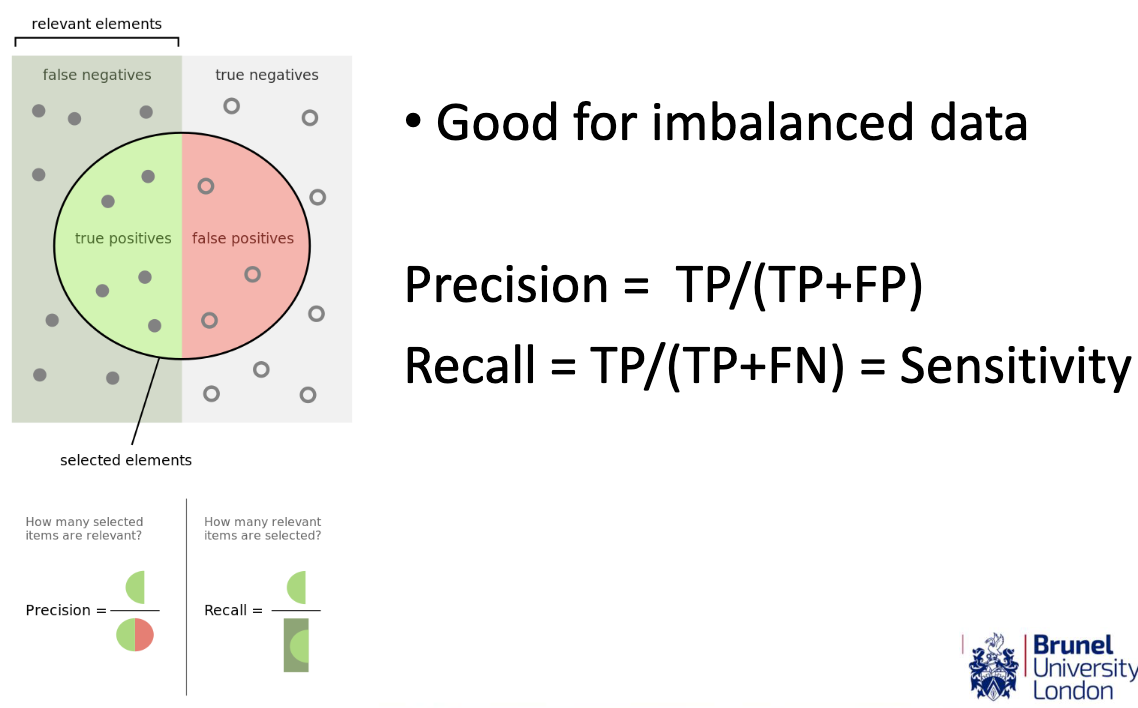 relevant elements
false negatives
true negatives
true positives
false positives
selected elements
How many selected
items are relevant?
Precision =
How many relevant
items are selected?
Recall =
• Good for imbalanced data
Precision = TP/(TP+FP)
Recall = TP/(TP+FN) = Sensitivity
Brunel
University
London